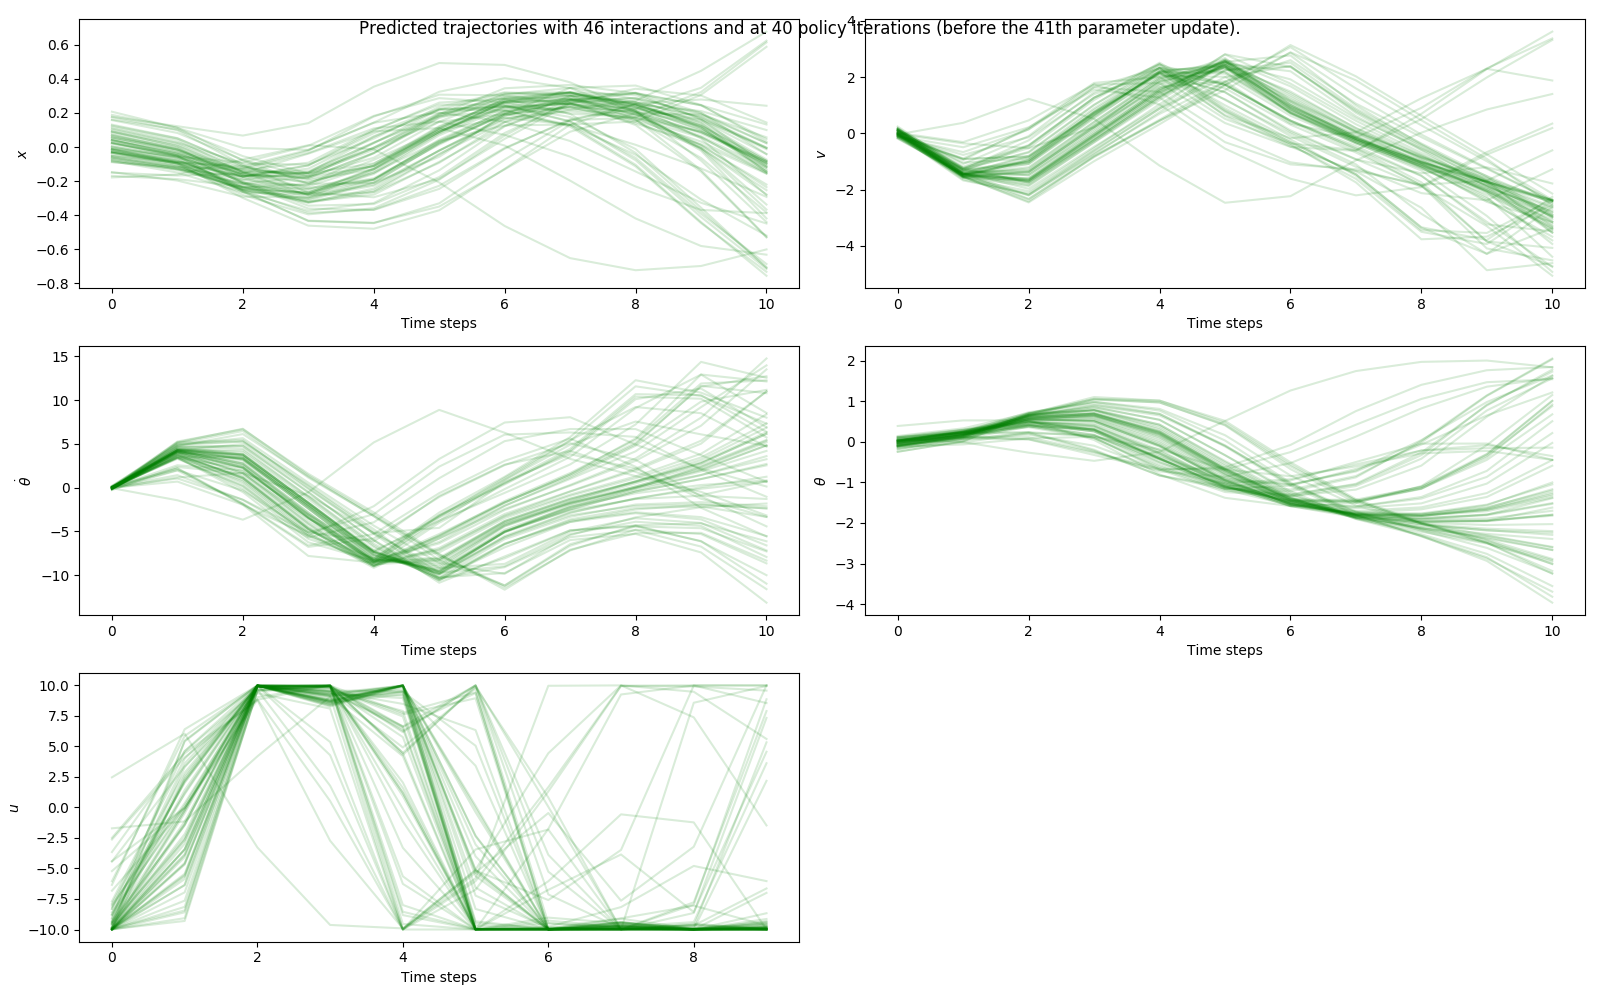 Predicted trajectories with 46 interactions and at 40 policy iterations (before the 41th parameter update).
0.6
0.4
0.2
0.0
−0.2
−0.4
−0.6
−0.8
x
0 2 4 6 8 10
Time steps
4
2
0
−2
−4
v
0 2 4 6 8 10
Time steps
15
10
5
0
−5
−10
θ̇
0 2 4 6 8 10
Time steps
2
1
0
−1
−2
−3
−4
θ
0 2 4 6 8 10
Time steps
10.0
7.5
5.0
2.5
0.0
−2.5
−5.0
−7.5
−10.0
u
0 2 4 6 8
Time steps